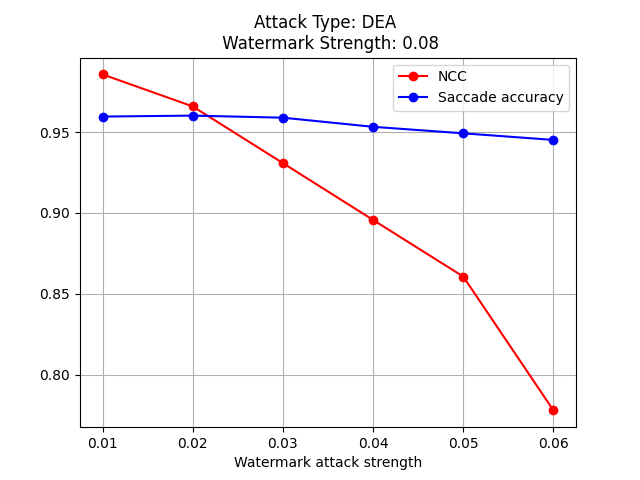 Attack Type: DEA
Watermark Strength: 0.08
NCC
Saccade accuracy
0.95
0.90
0.85
0.80
0.01 0.02 0.03 0.04 0.05 0.06
Watermark attack strength